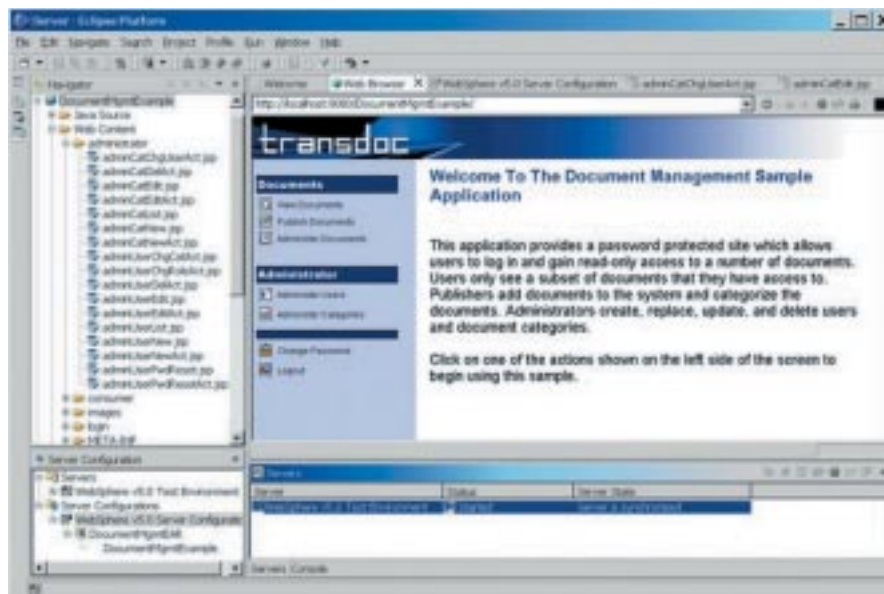 Server - Eclipse Platform
File Edit Navigate Search Project Profile Run Window Help
Navigator
Welcome Web Browser WebSphere v5.0 Server Configuration adminCatChgUserAct.jsp adminCatEdit.jsp
DocumentMgmtExample
Java Source
Web Content
administrator
adminCatChgUserAct.jsp
adminCatDelAct.jsp
adminCatEdit.jsp
adminCatEditAct.jsp
adminCatList.jsp
adminCatNew.jsp
adminCatNewAct.jsp
adminUserChgCatAct.jsp
adminUserChgRoleAct.jsp
adminUserDelAct.jsp
adminUserEdit.jsp
adminUserEditAct.jsp
adminUserList.jsp
adminUserNew.jsp
adminUserNewAct.jsp
adminUserPwdReset.jsp
adminUserPwdResetAct.jsp
consumer
images
login
META-INF
transdoc
Documents
View Documents
Publish Documents
Administer Documents
Administrator
Administer Users
Administer Categories
Change Password
Logout
Welcome To The Document Management Sample
Application
This application provides a password protected site which allows
users to log in and gain read-only access to a number of documents.
Users only see a subset of documents that they have access to.
Publishers add documents to the system and categorize the
documents. Administrators create, replace, update, and delete users
and document categories.
Click on one of the actions shown on the left side of the screen to
begin using this sample.
Server Configuration
Servers
WebSphere v5.0 Test Environment
Server Configurations
WebSphere v5.0 Server Configurate
DocumentMgmtEAR
DocumentMgmtExample
Servers
Server Status Server State
WebSphere v5.0 Test Environment Started Server is synchronized
Servers Console